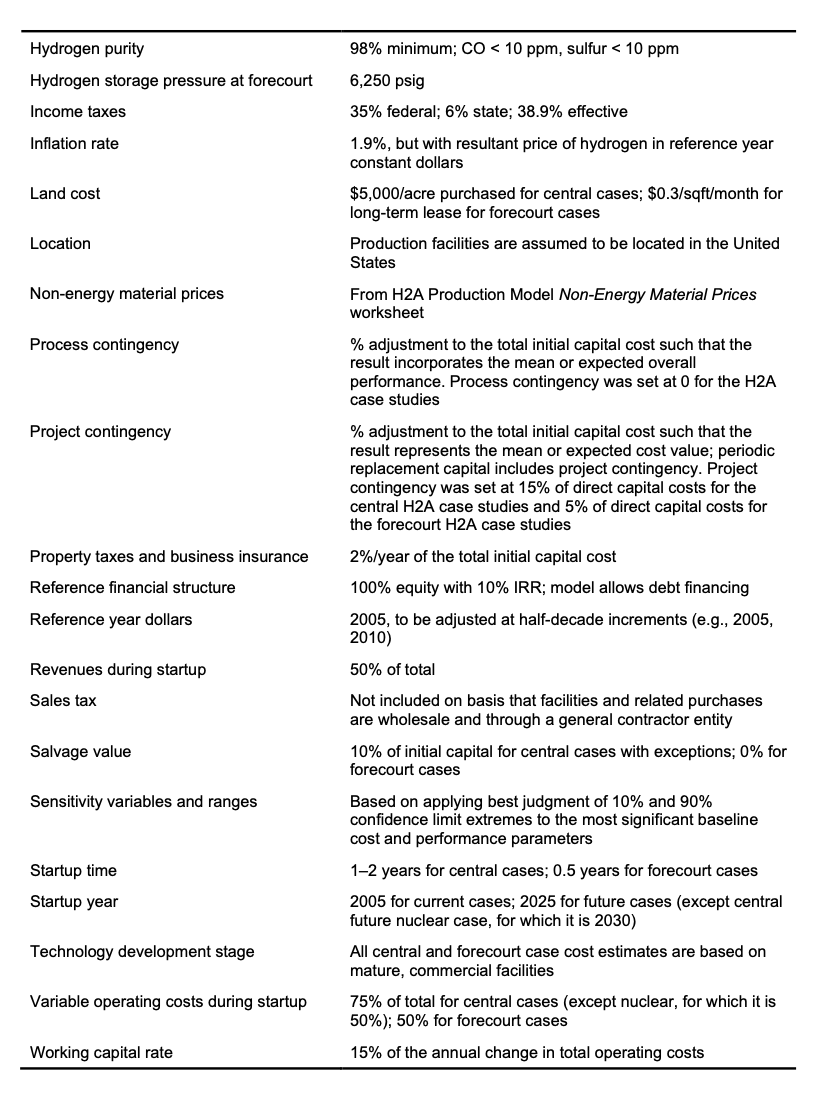 Hydrogen purity 98% minimum; CO < 10 ppm, sulfur < 10 ppm
Hydrogen storage pressure at forecourt 6,250 psig
Income taxes 35% federal; 6% state; 38.9% effective
Inflation rate 1.9%, but with resultant price of hydrogen in reference year
constant dollars
Land cost $5,000/acre purchased for central cases; $0.3/sqft/month for
long-term lease for forecourt cases
Location Production facilities are assumed to be located in the United
States
Non-energy material prices From H2A Production Model Non-Energy Material Prices
worksheet
Process contingency % adjustment to the total initial capital cost such that the
result incorporates the mean or expected overall
performance. Process contingency was set at 0 for the H2A
case studies
Project contingency % adjustment to the total initial capital cost such that the
result represents the mean or expected cost value; periodic
replacement capital includes project contingency. Project
contingency was set at 15% of direct capital costs for the
central H2A case studies and 5% of direct capital costs for
the forecourt H2A case studies
Property taxes and business insurance 2%/year of the total initial capital cost
Reference financial structure 100% equity with 10% IRR; model allows debt financing
Reference year dollars 2005, to be adjusted at half-decade increments (e.g., 2005,
2010)
Revenues during startup 50% of total
Sales tax Not included on basis that facilities and related purchases
are wholesale and through a general contractor entity
Salvage value 10% of initial capital for central cases with exceptions; 0% for
forecourt cases
Sensitivity variables and ranges Based on applying best judgment of 10% and 90%
confidence limit extremes to the most significant baseline
cost and performance parameters
Startup time 1–2 years for central cases; 0.5 years for forecourt cases
Startup year 2005 for current cases; 2025 for future cases (except central
future nuclear case, for which it is 2030)
Technology development stage All central and forecourt case cost estimates are based on
mature, commercial facilities
Variable operating costs during startup 75% of total for central cases (except nuclear, for which it is
50%); 50% for forecourt cases
Working capital rate 15% of the annual change in total operating costs